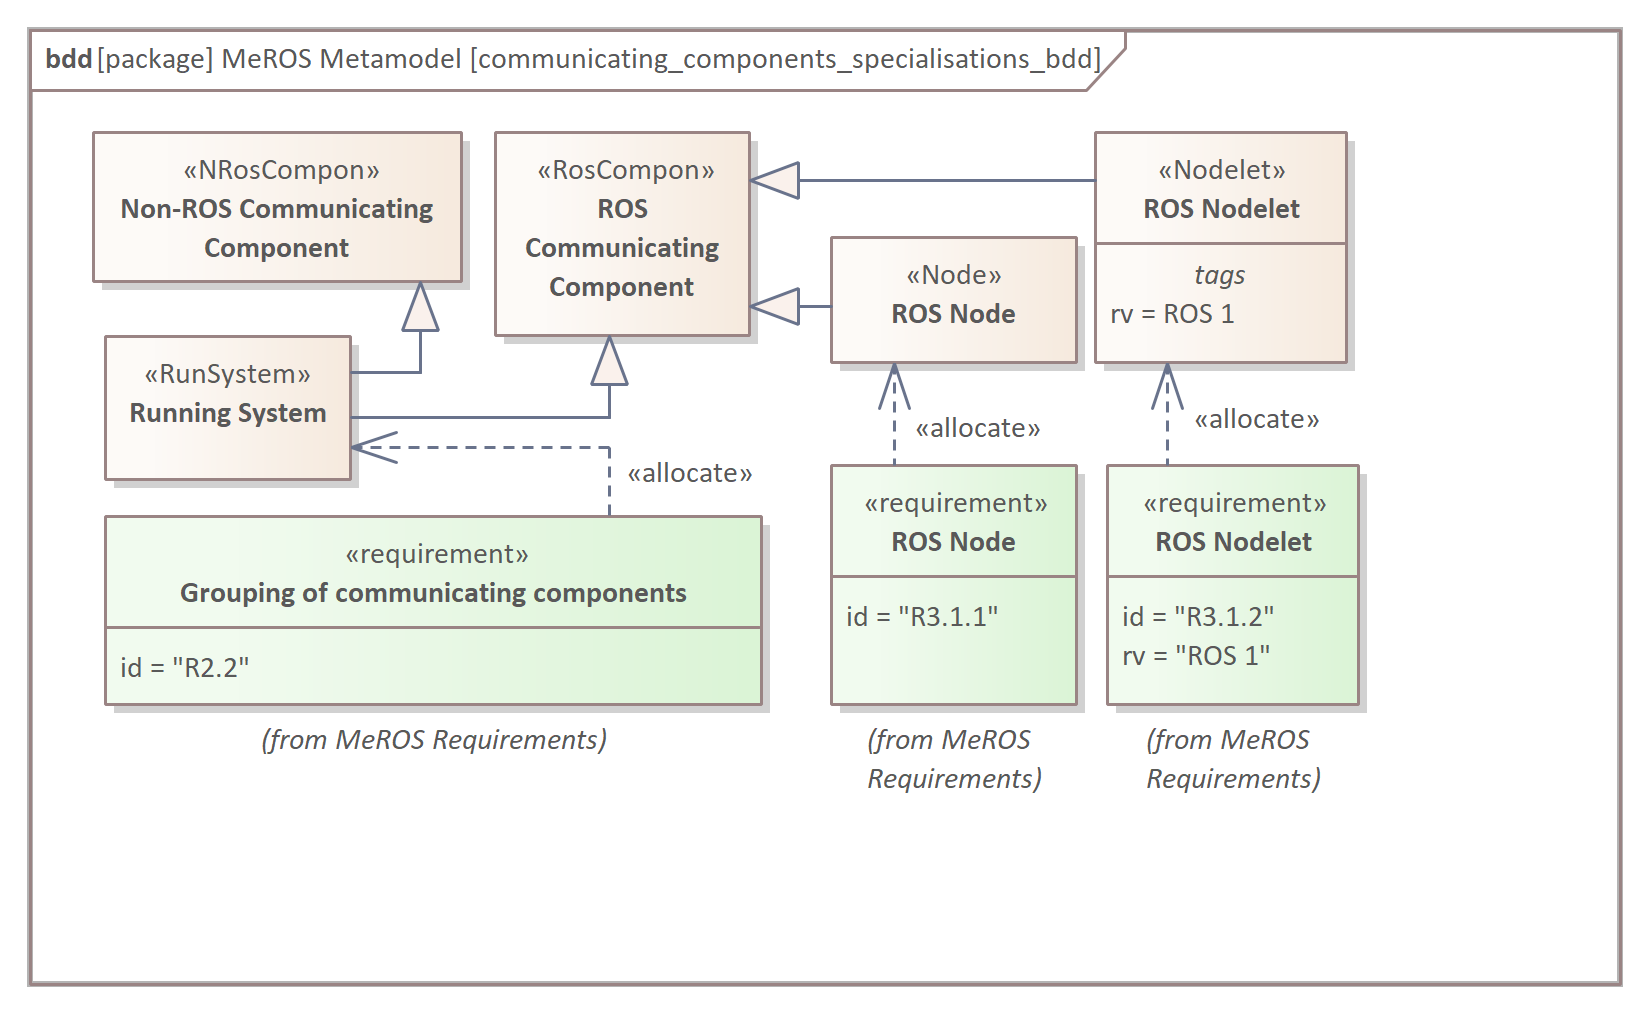 bdd [package] MeROS Metamodel [communicating_components_specialisations_bdd]
«NRosCompon»
Non-ROS Communicating
Component
«RosCompon»
ROS
Communicating
Component
«Nodelet»
ROS Nodelet
tags
rv = ROS 1
«Node»
ROS Node
«RunSystem»
Running System
«allocate»
«allocate»
«allocate»
«requirement»
Grouping of communicating components
id = "R2.2"
(from MeROS Requirements)
«requirement»
ROS Node
id = "R3.1.1"
(from MeROS
Requirements)
«requirement»
ROS Nodelet
id = "R3.1.2"
rv = "ROS 1"
(from MeROS
Requirements)